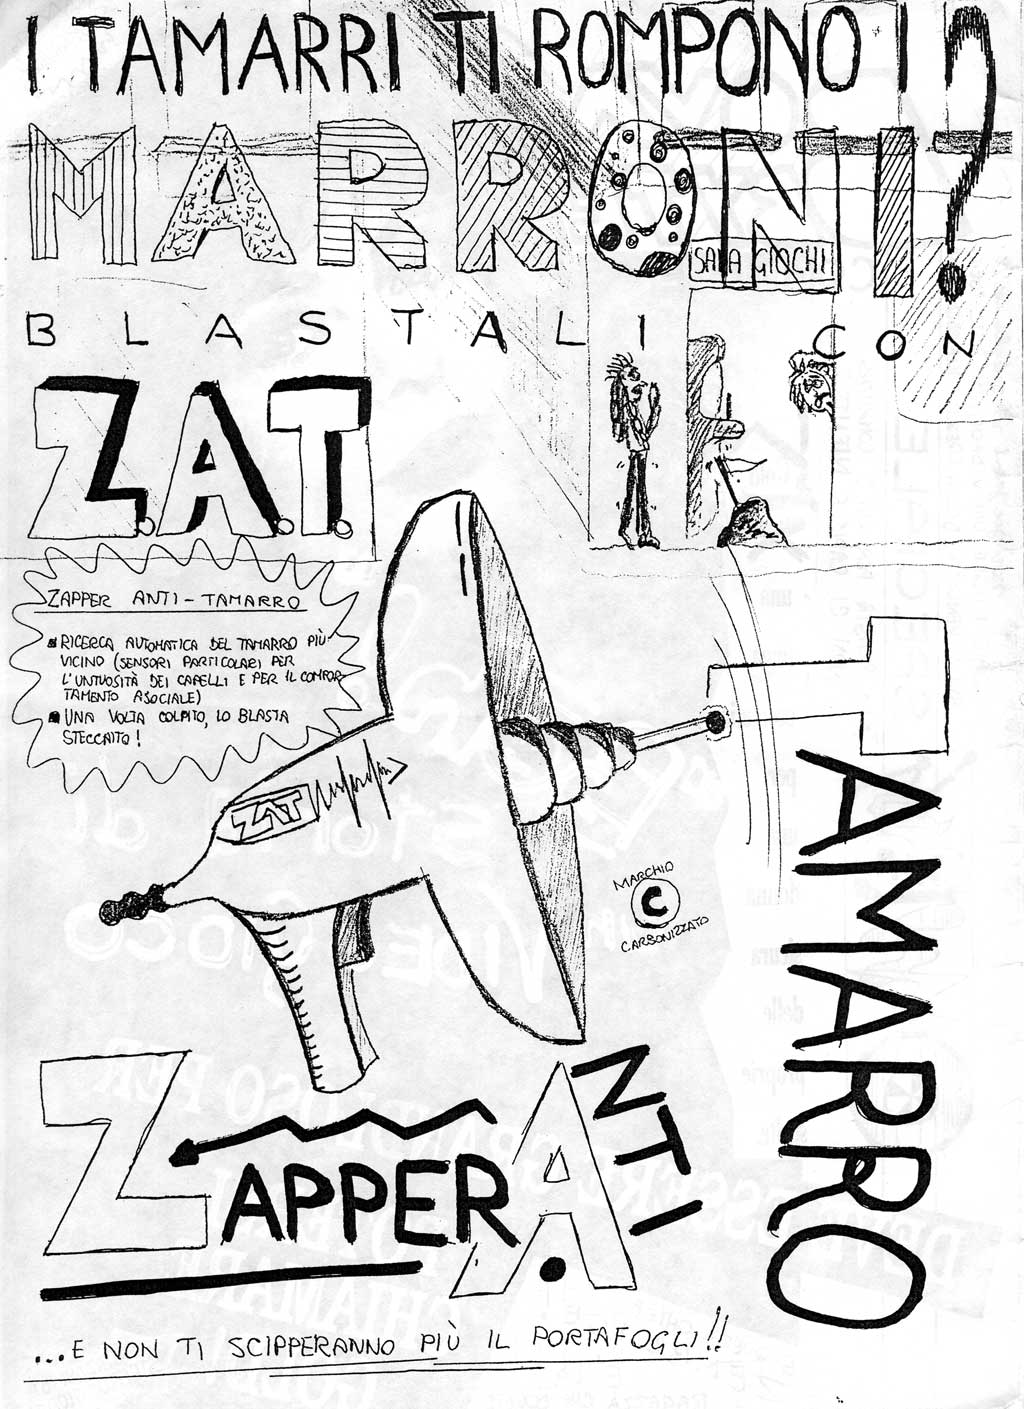 I TAMARRI TI ROMPONO I
MARRONI?
SALA GIOCHI
BLASTALI CON
Z.A.T.
ZAPPER ANTI-TAMARRO
RICERCA AUTOMATICA DEL TAMARRO PIÙ
VICINO (SENSORI PARTICOLARI PER
L'UNTUOSITÀ DEI CAPELLI E PER IL COMPOR-
TAMENTO ASOCIALE)
UNA VOLTA COLPITO, LO BLASTA
STECCAITO!
ZAT
MARCHIO
C
CARBONIZZATO
ZAPPER ANTI
TAMARRO
...E NON TI SCIPPERANNO PIÙ IL PORTAFOGLI!!